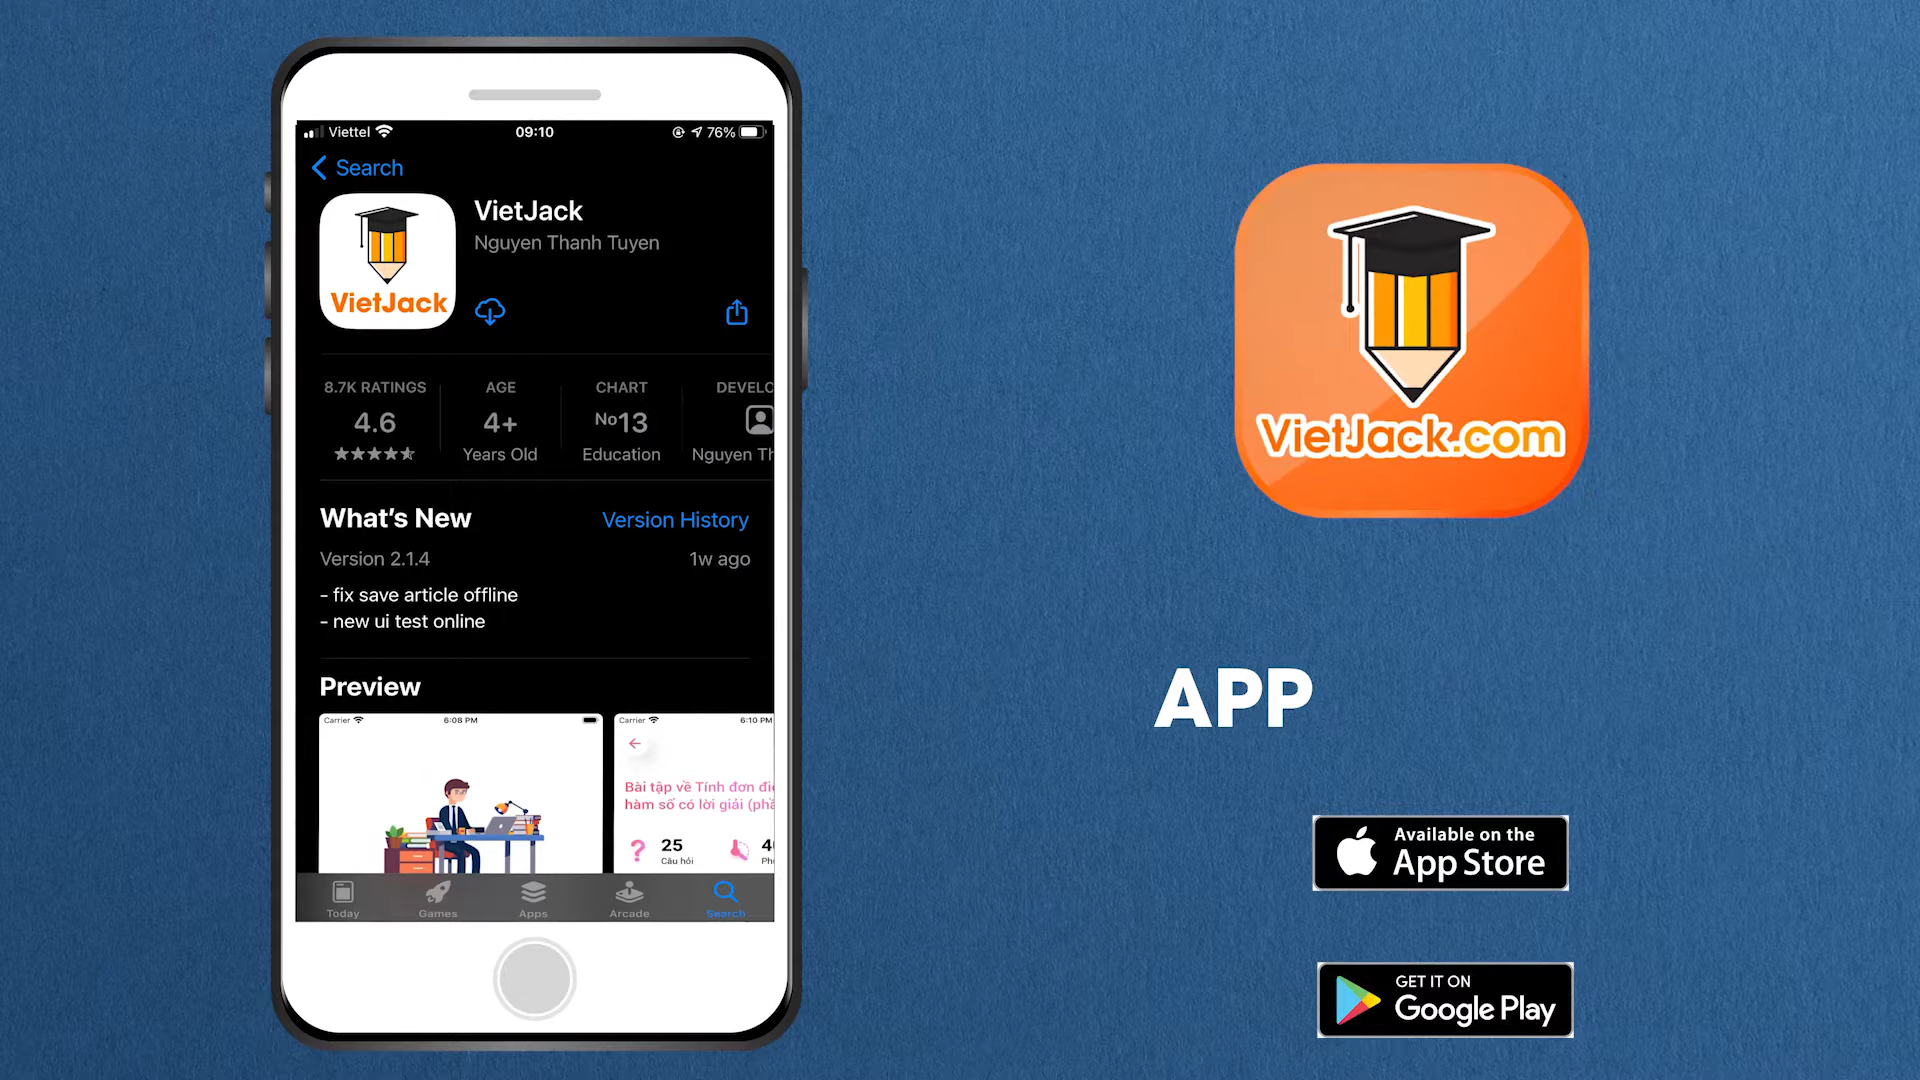 Viettel
09:10
76%
Search
VietJack
VietJack
Nguyen Thanh Tuyen
8.7K RATINGS
4.6
AGE
4+
Years Old
CHART
No13
Education
DEVELO
Nguyen Th
What's New
Version History
Version 2.1.4
1w ago
- fix save article offline
- new ui test online
Preview
Carrier
6:08 PM
Carrier
6:10 PM
Bài tập về Tính đơn đi
hàm số có lời giải (phầ
25
Câu hỏi
Today
Games
Apps
Arcade
Search
VietJack.com
APP
Available on the
App Store
GET IT ON
Google Play